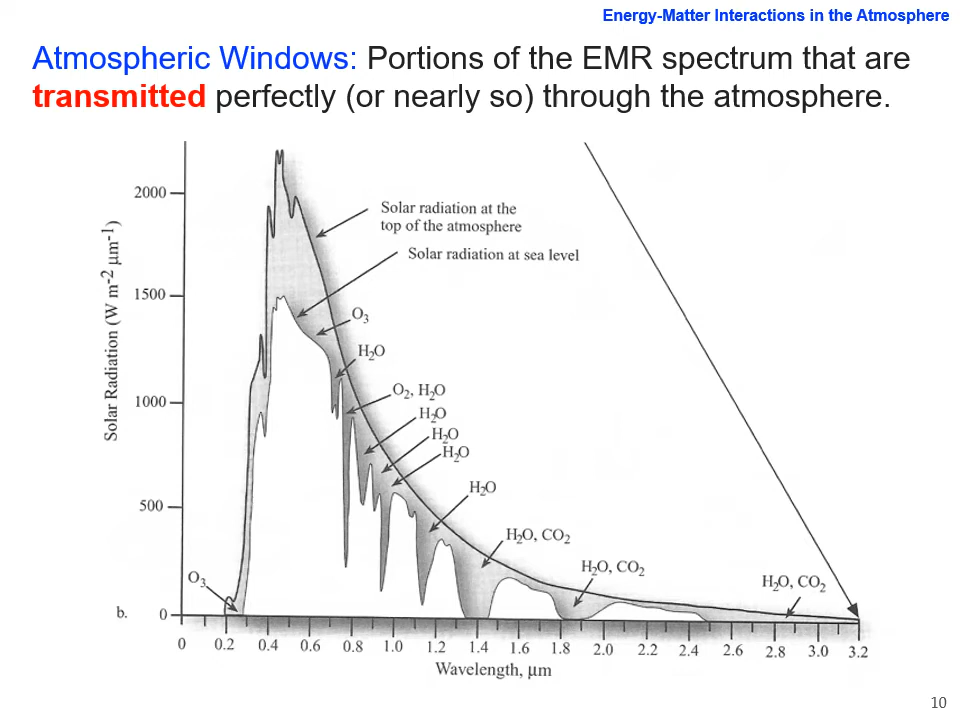 Energy-Matter Interactions in the Atmosphere
Atmospheric Windows: Portions of the EMR spectrum that are
transmitted perfectly (or nearly so) through the atmosphere.
2000
1500
1000
500
0
Solar Radiation (W m-2 μm-1)
Solar radiation at the
top of the atmosphere
Solar radiation at sea level
O3
H2O
O2, H2O
H2O
H2O
H2O
H2O
H2O, CO2
H2O, CO2
H2O, CO2
O3
b.
0 0.2 0.4 0.6 0.8 1.0 1.2 1.4 1.6 1.8 2.0 2.2 2.4 2.6 2.8 3.0 3.2
Wavelength, μm
10